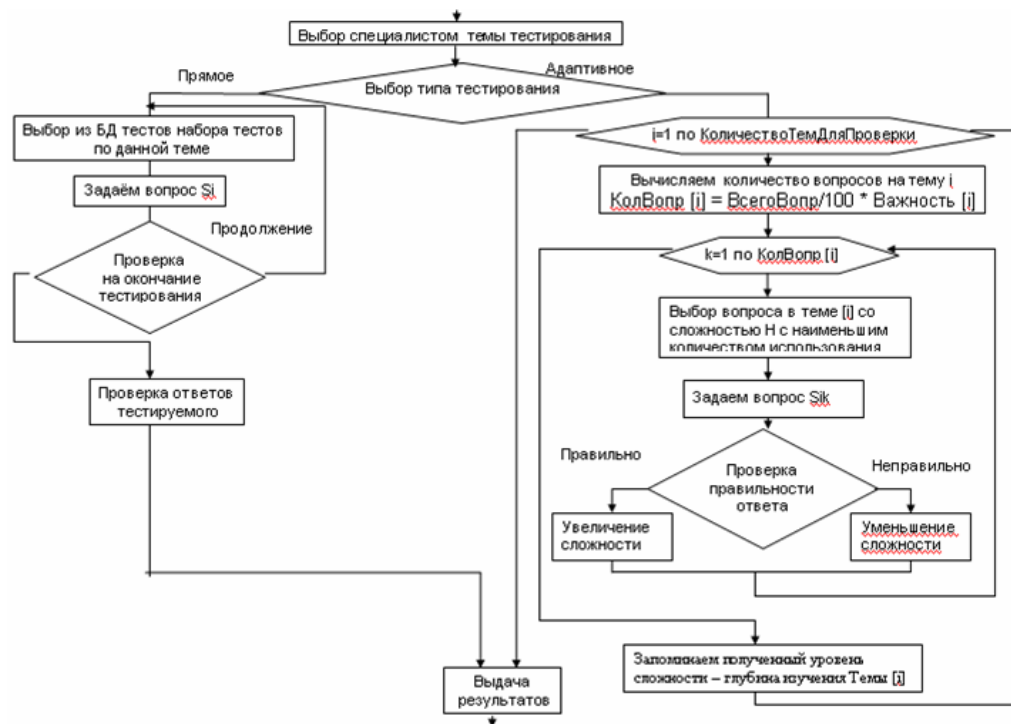 Выбор специалистом темы тестирования
Прямое
Адаптивное
Выбор типа тестирования
Выбор из БД тестов набора тестов
по данной теме
Задаём вопрос Si
Продолжение
Проверка
на окончание
тестирования
Проверка ответов
тестируемого
i=1 по КоличествоТемДляПроверки
Вычисляем количество вопросов на тему i
КолВопр [i] = ВсегоВопр/100 * Важность [i]
k=1 по КолВопр [i]
Выбор вопроса в теме [i] со
сложностью H с наименьшим
количеством использования
Задаем вопрос Sik
Правильно
Неправильно
Проверка
правильности
ответа
Увеличение
сложности
Уменьшение
сложности
Запоминаем полученный уровень
сложности – глубина изучения Темы [i]
Выдача
результатов